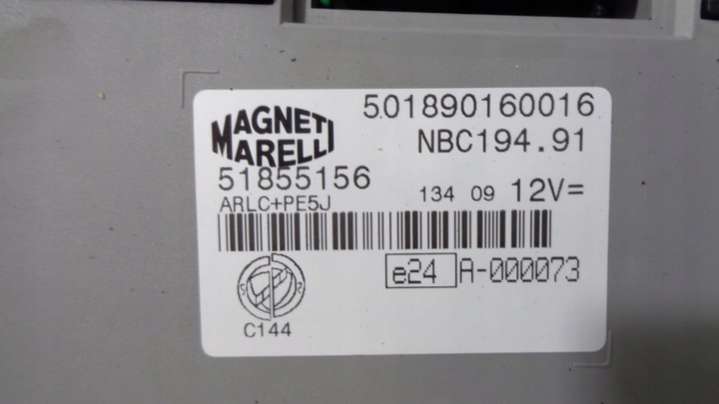 MAGNETI MARELLI
501890160016
NBC194.91
51855156
134 09 12V=
ARLC+PE5J
e24 A-000073
C144